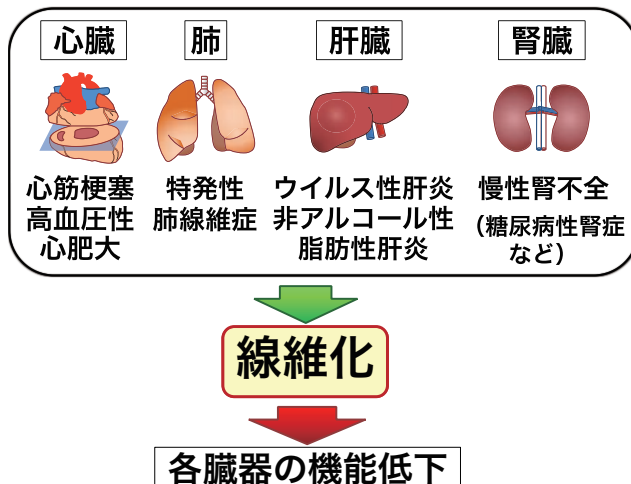 心臓
肺
肝臓
腎臓
心筋梗塞
高血圧性
心肥大
特発性
肺線維症
ウイルス性肝炎
非アルコール性
脂肪性肝炎
慢性腎不全
(糖尿病性腎症
など)
線維化
各臓器の機能低下